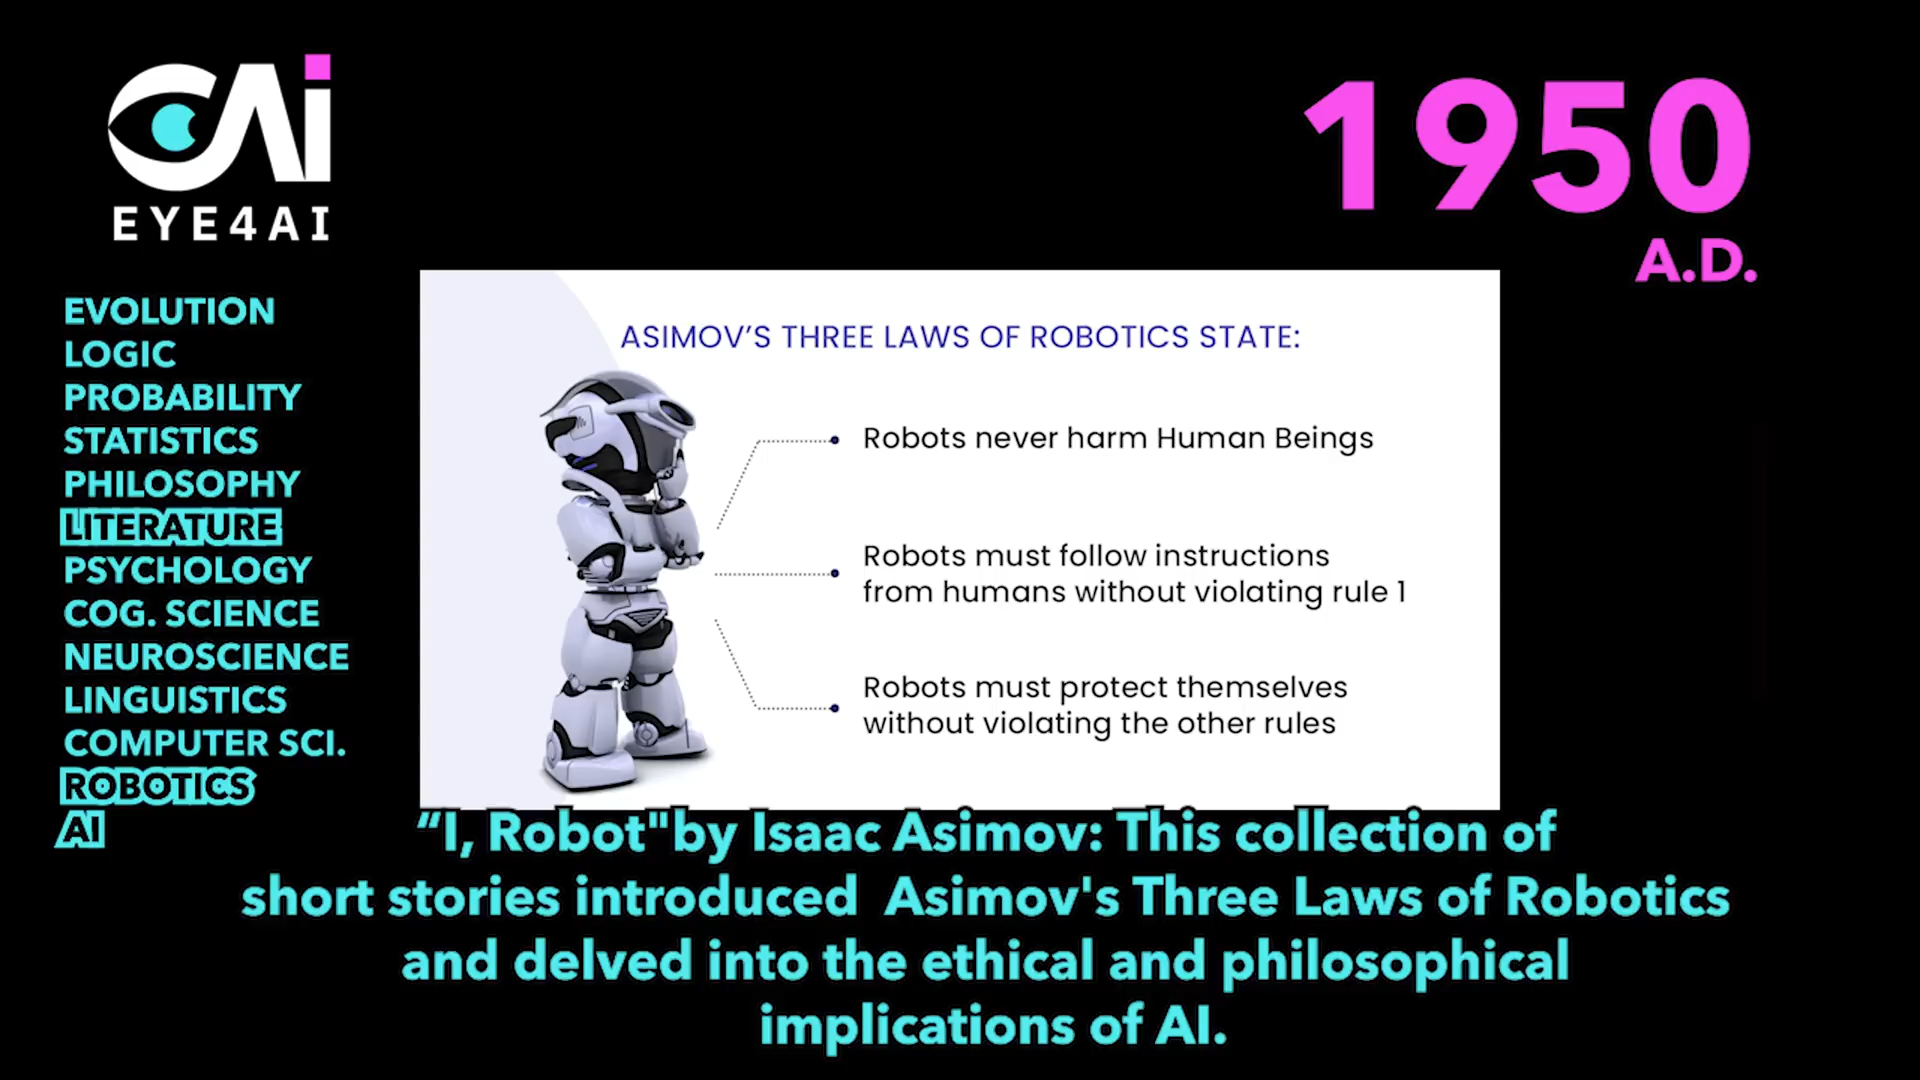 CAi
EYE4AI
1950
A.D.
EVOLUTION
LOGIC
PROBABILITY
STATISTICS
PHILOSOPHY
LITERATURE
PSYCHOLOGY
COG. SCIENCE
NEUROSCIENCE
LINGUISTICS
COMPUTER SCI.
ROBOTICS
AI
ASIMOV’S THREE LAWS OF ROBOTICS STATE:
Robots never harm Human Beings
Robots must follow instructions
from humans without violating rule 1
Robots must protect themselves
without violating the other rules
“I, Robot"by Isaac Asimov: This collection of
short stories introduced  Asimov's Three Laws of Robotics
and delved into the ethical and philosophical
implications of AI.